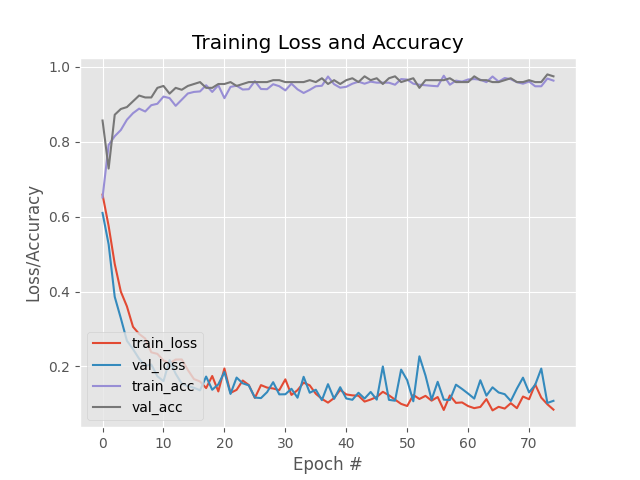 Training Loss and Accuracy
1.0
0.8
0.6
0.4
0.2
Loss/Accuracy
train_loss
val_loss
train_acc
val_acc
0 10 20 30 40 50 60 70
Epoch #